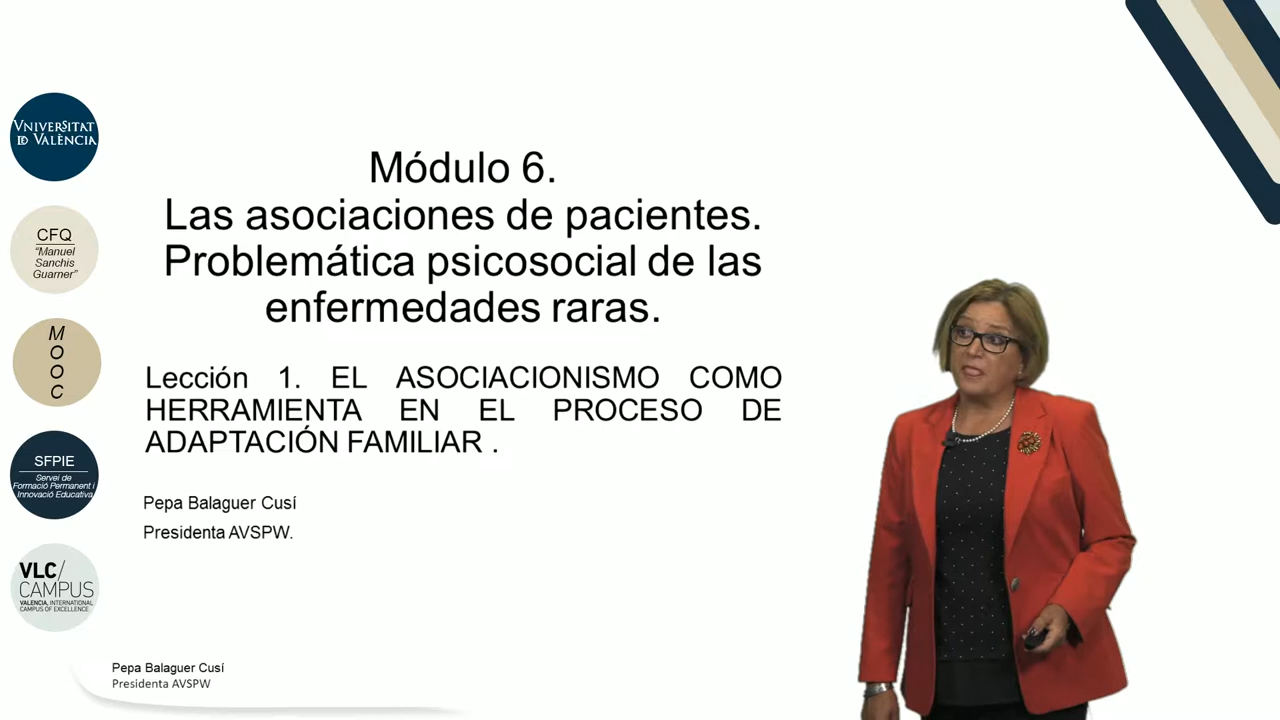 VNIVERSITAT
ID VALÈNCIA
CFQ
"Manuel
Sanchis
Guarner"
M
O
O
C
SFPIE
Servei de
Formació Permanent i
Innovació Educativa
VLC/
CAMPUS
VALENCIA, INTERNATIONAL
CAMPUS OF EXCELLENCE
Módulo 6.
Las asociaciones de pacientes.
Problemática psicosocial de las
enfermedades raras.
Lección 1. EL ASOCIACIONISMO COMO
HERRAMIENTA EN EL PROCESO DE
ADAPTACIÓN FAMILIAR .
Pepa Balaguer Cusí
Presidenta AVSPW.
Pepa Balaguer Cusí
Presidenta AVSPW